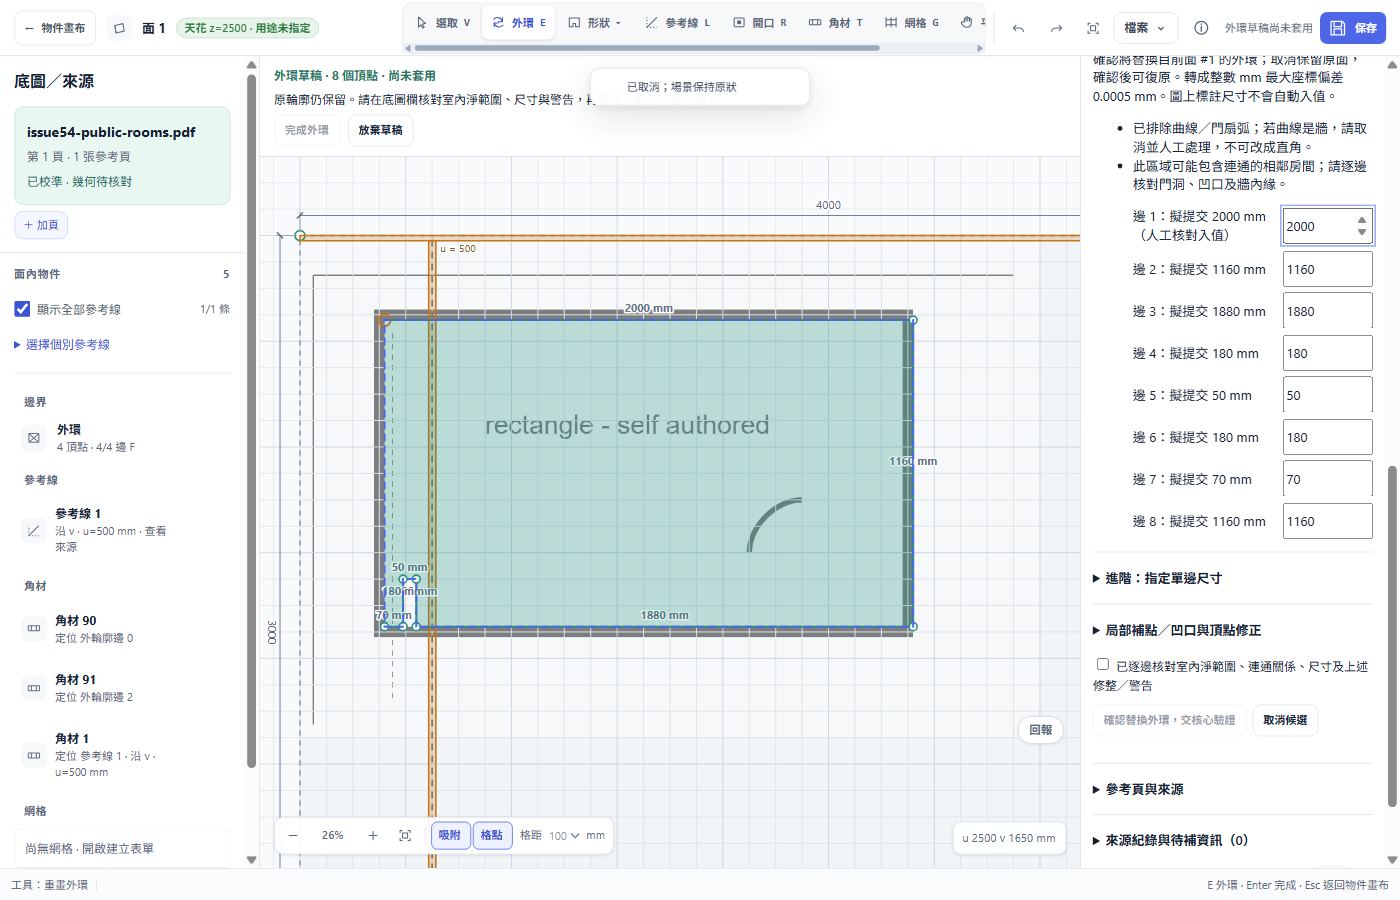 ← 物件畫布
面 1
天花 z=2500 · 用途未指定
選取 V
外環 E
形狀
參考線 L
開口 R
角材 T
網格 G
檔案
外環草稿尚未套用
保存
底圖／來源
issue54-public-rooms.pdf
第 1 頁 · 1 張參考頁
已校準 · 幾何待核對
＋ 加頁
面內物件 5
顯示全部參考線 1/1 條
選擇個別參考線
邊界
外環
4 頂點 · 4/4 邊 F
參考線
參考線 1
沿 v · u=500 mm · 查看
來源
角材
角材 90
定位 外輪廓邊 0
角材 91
定位 外輪廓邊 2
角材 1
定位 參考線 1 · 沿 v ·
u=500 mm
網格
尚無網格 · 開啟建立表單
外環草稿 · 8 個頂點 · 尚未套用
原輪廓仍保留。請在底圖欄核對室內淨範圍、尺寸與警告，
已取消；場景保持原狀
完成外環
放棄草稿
4000
u = 500
2000 mm
rectangle - self authored
1160 mm
50 mm
180 mm
70 mm
1880 mm
3000
回報
− 26% +
吸附
格點
格距 100 mm
u 2500 v 1650 mm
確認將替換目前面 #1 的外環；取消保留原面，
確認後可復原。轉成整數 mm 最大座標偏差
0.0005 mm。圖上標註尺寸不會自動入值。
• 已排除曲線／門扇弧；若曲線是牆，請取
消並人工處理，不可改成直角。
• 此區域可能包含連通的相鄰房間；請逐邊
核對門洞、凹口及牆內緣。
邊 1：擬提交 2000 mm
（人工核對入值）
2000
邊 2：擬提交 1160 mm 1160
邊 3：擬提交 1880 mm 1880
邊 4：擬提交 180 mm 180
邊 5：擬提交 50 mm 50
邊 6：擬提交 180 mm 180
邊 7：擬提交 70 mm 70
邊 8：擬提交 1160 mm 1160
進階：指定單邊尺寸
局部補點／凹口與頂點修正
已逐邊核對室內淨範圍、連通關係、尺寸及上述
修整／警告
確認替換外環，交核心驗證
取消候選
參考頁與來源
來源紀錄與待補資訊（0）
工具：重畫外環
E 外環 · Enter 完成 · Esc 返回物件畫布